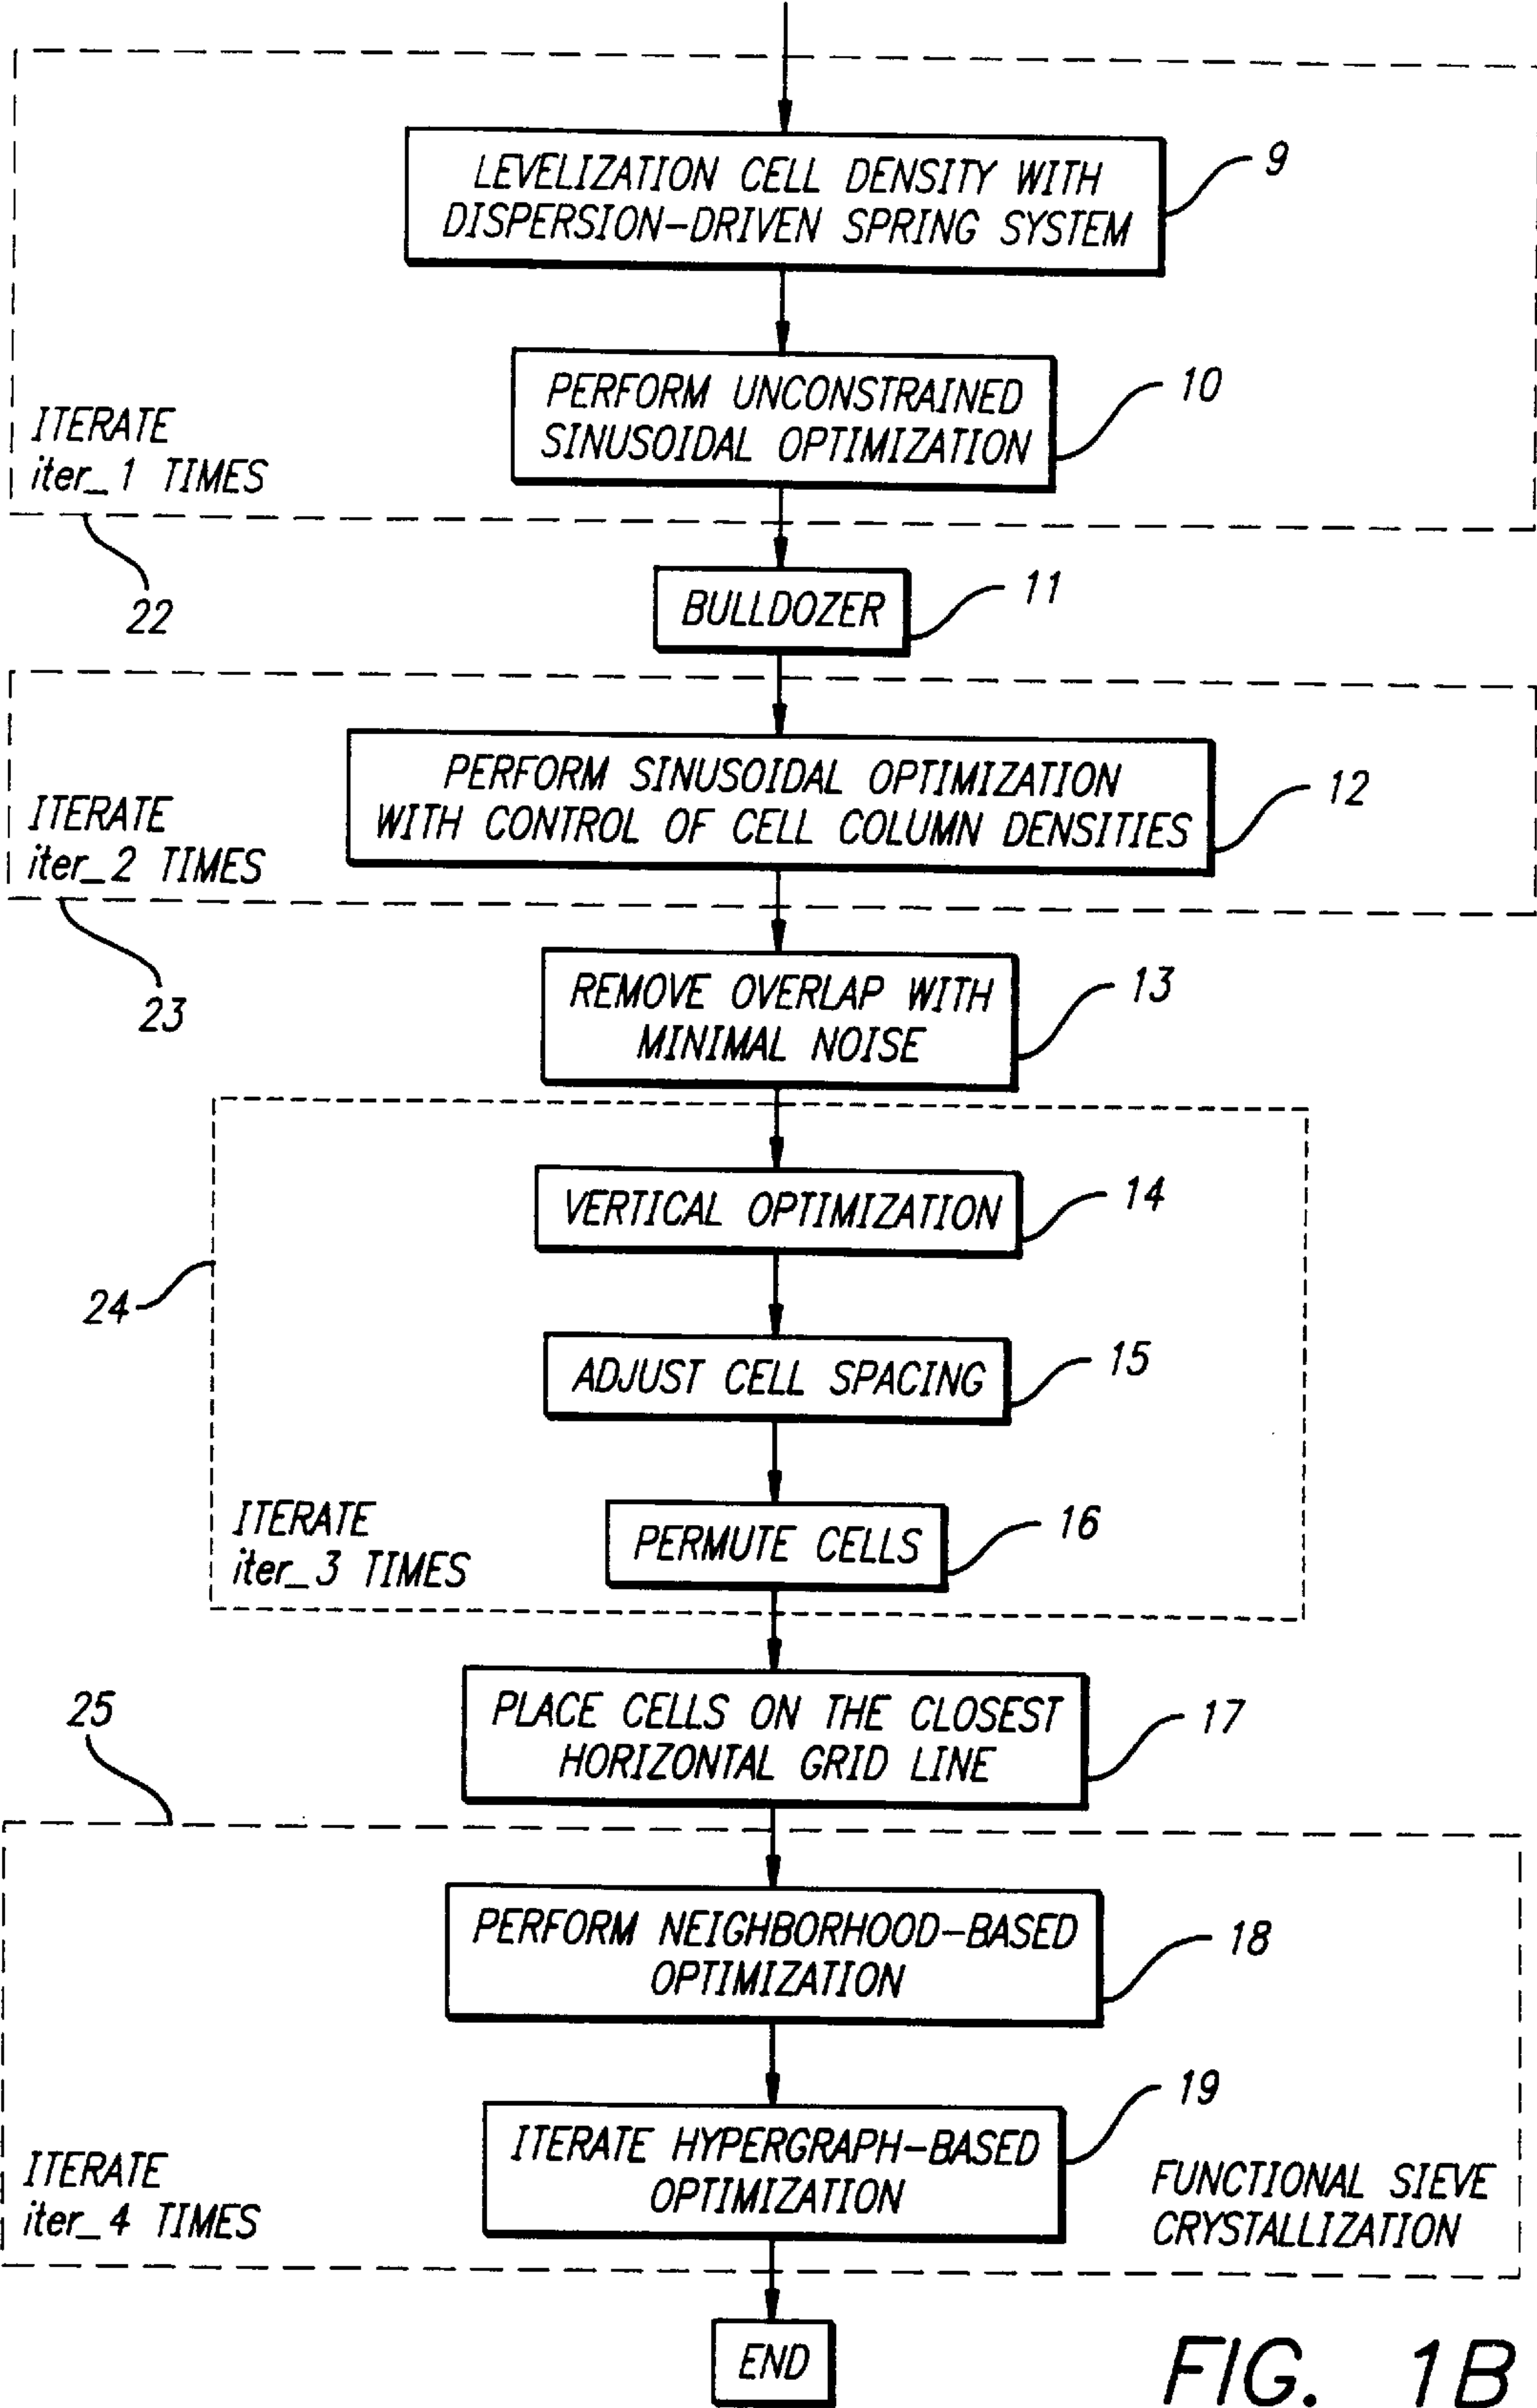 LEVELIZATION CELL DENSITY WITH
DISPERSION-DRIVEN SPRING SYSTEM
9
PERFORM UNCONSTRAINED
SINUSOIDAL OPTIMIZATION
10
ITERATE
iter_1 TIMES
22
BULLDOZER
11
PERFORM SINUSOIDAL OPTIMIZATION
WITH CONTROL OF CELL COLUMN DENSITIES
12
ITERATE
iter_2 TIMES
23
REMOVE OVERLAP WITH
MINIMAL NOISE
13
VERTICAL OPTIMIZATION
14
24
ADJUST CELL SPACING
15
PERMUTE CELLS
16
ITERATE
iter_3 TIMES
PLACE CELLS ON THE CLOSEST
HORIZONTAL GRID LINE
17
25
PERFORM NEIGHBORHOOD-BASED
OPTIMIZATION
18
ITERATE HYPERGRAPH-BASED
OPTIMIZATION
19
ITERATE
iter_4 TIMES
FUNCTIONAL SIEVE
CRYSTALLIZATION
END
FIG. 1B